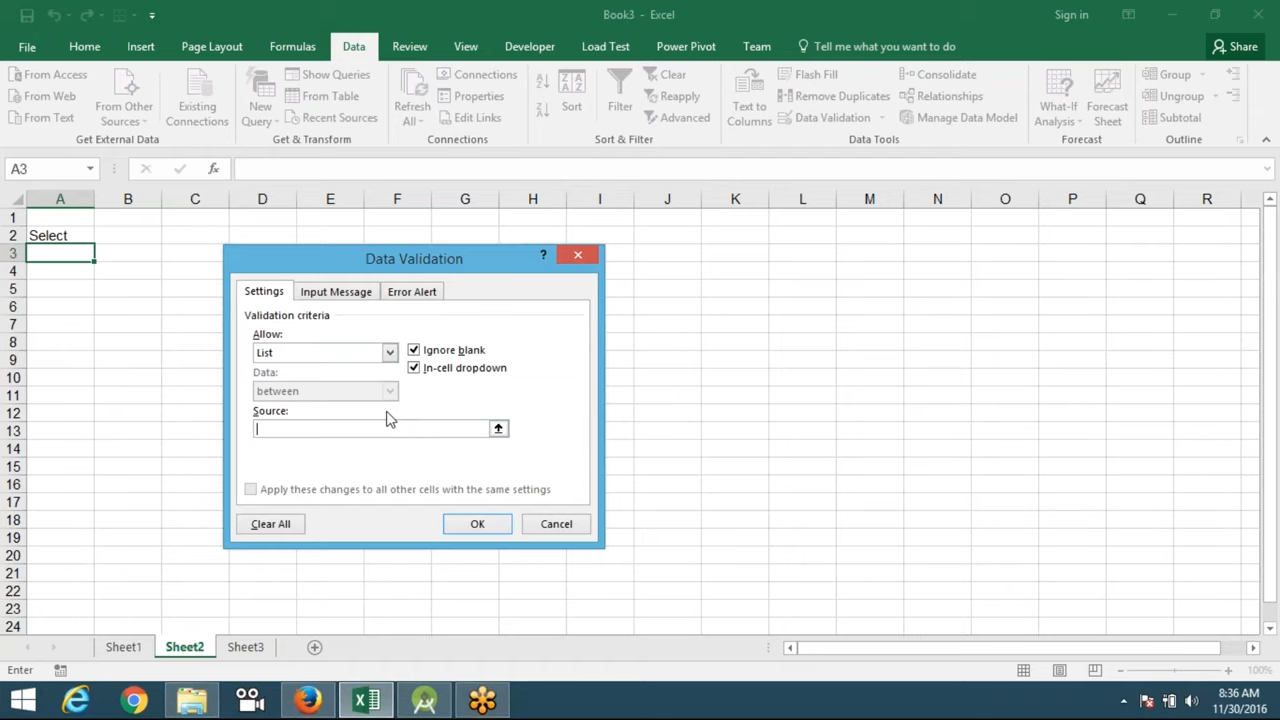 Book3 - Excel
Sign in
File Home Insert Page Layout Formulas Data Review View Developer Load Test Power Pivot Team Tell me what you want to do Share
From Access
From Web
From Text
From Other Sources
Existing Connections
Get External Data
New Query
Show Queries
From Table
Recent Sources
Get & Transform
Refresh All
Connections
Properties
Edit Links
Connections
Sort
Filter
Clear
Reapply
Advanced
Sort & Filter
Text to Columns
Flash Fill
Remove Duplicates
Data Validation
Consolidate
Relationships
Manage Data Model
Data Tools
What-If Analysis
Forecast Sheet
Forecast
Group
Ungroup
Subtotal
Outline
A3 fx
A B C D E F G H I J K L M N O P Q R
1
2 Select
3
4
5
6
7
8
9
10
11
12
13
14
15
16
17
18
19
20
21
22
23
24
Data Validation ?
Settings Input Message Error Alert
Validation criteria
Allow:
List
Ignore blank
Data:
In-cell dropdown
between
Source:
Apply these changes to all other cells with the same settings
Clear All OK Cancel
Sheet1 Sheet2 Sheet3
Enter 100%
8:36 AM
11/30/2016